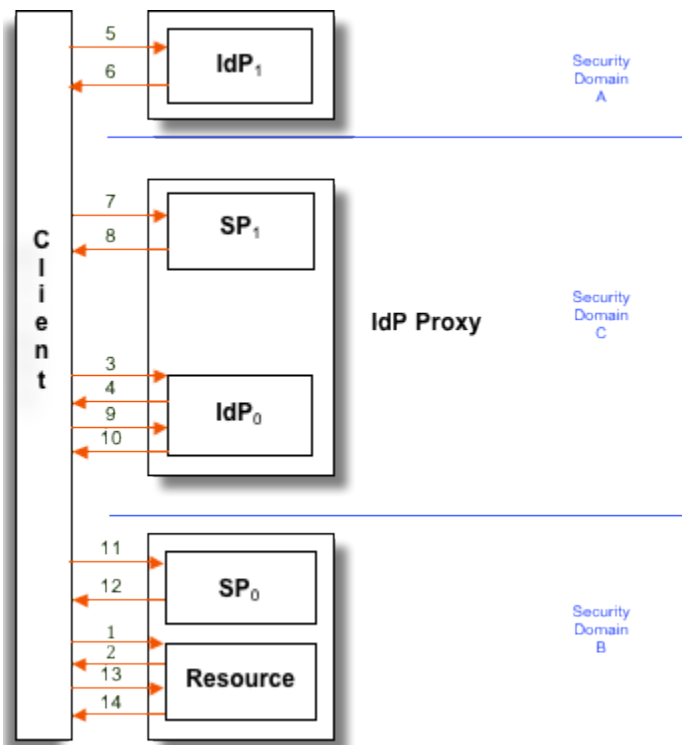 5
IdP1
6
Security
Domain
A
7
SP1
8
Client
IdP Proxy
Security
Domain
C
3
4
IdP0
9
10
11
SP0
12
Security
Domain
B
1
2
Resource
13
14